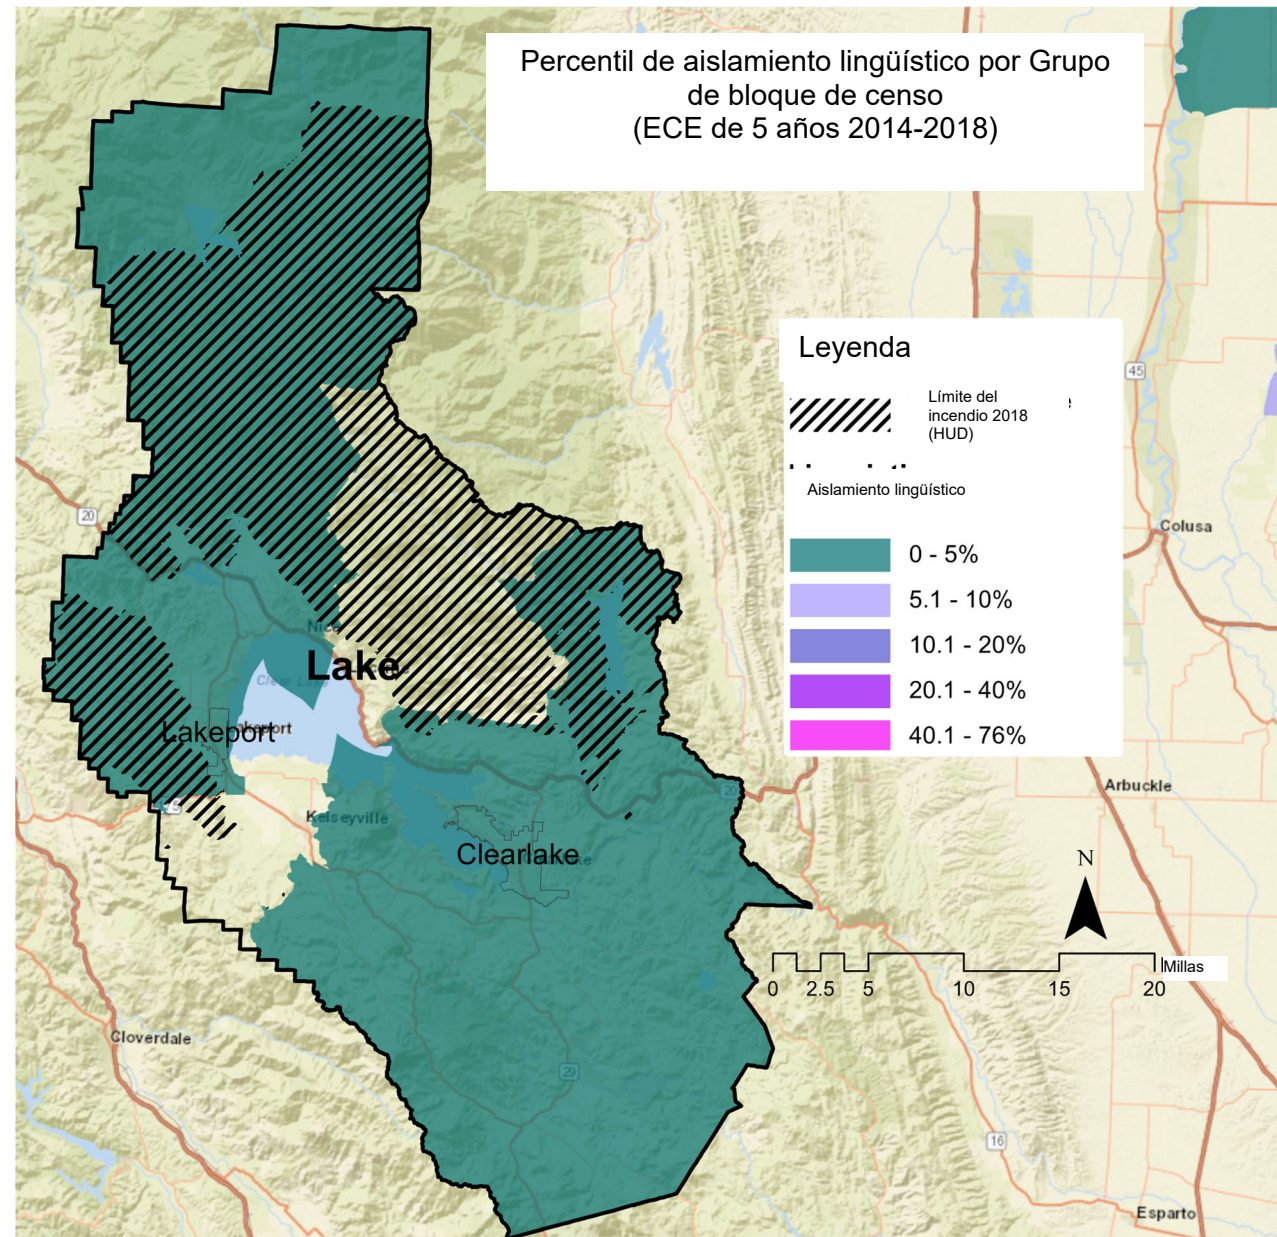 Percentil de aislamiento lingüístico por Grupo
de bloque de censo
(ECE de 5 años 2014-2018)
Leyenda
Límite del
incendio 2018
(HUD)
Aislamiento lingüístico
0 - 5%
5.1 - 10%
10.1 - 20%
20.1 - 40%
40.1 - 76%
45
20
Colusa
Nice
Lake
Clear Lake
Lakeport
Kelseyville
Clearlake
20
Arbuckle
N
Millas
0 2.5 5 10 15 20
Cloverdale
29
16
Esparto